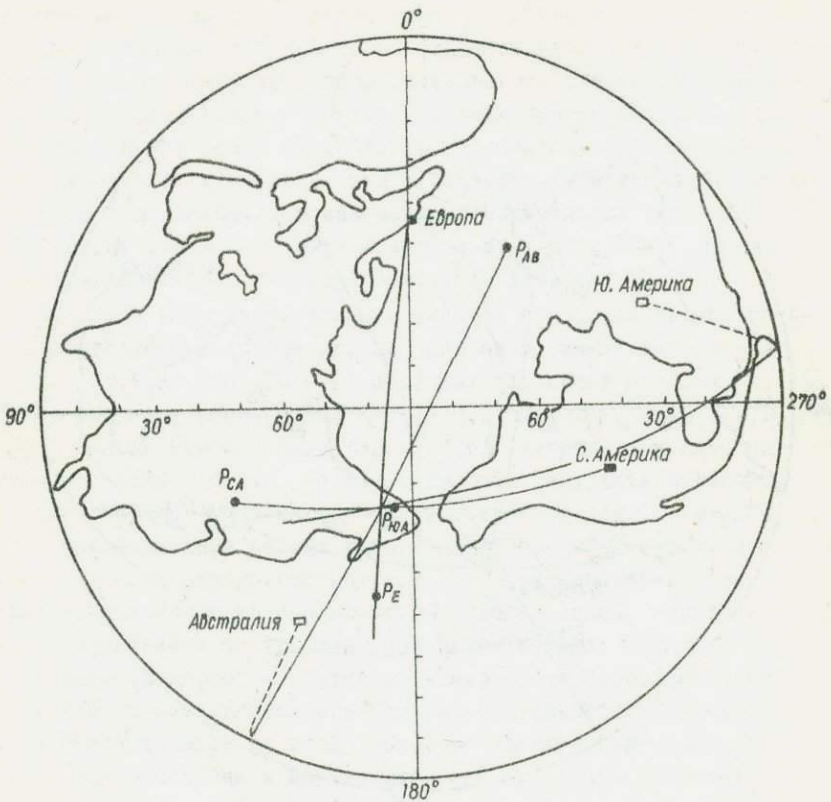 0°
Европа
P_АВ
Ю. Америка
90° 30° 60° 60° 30° 270°
С. Америка
P_СА
P_ЮА
P_Е
Австралия
180°